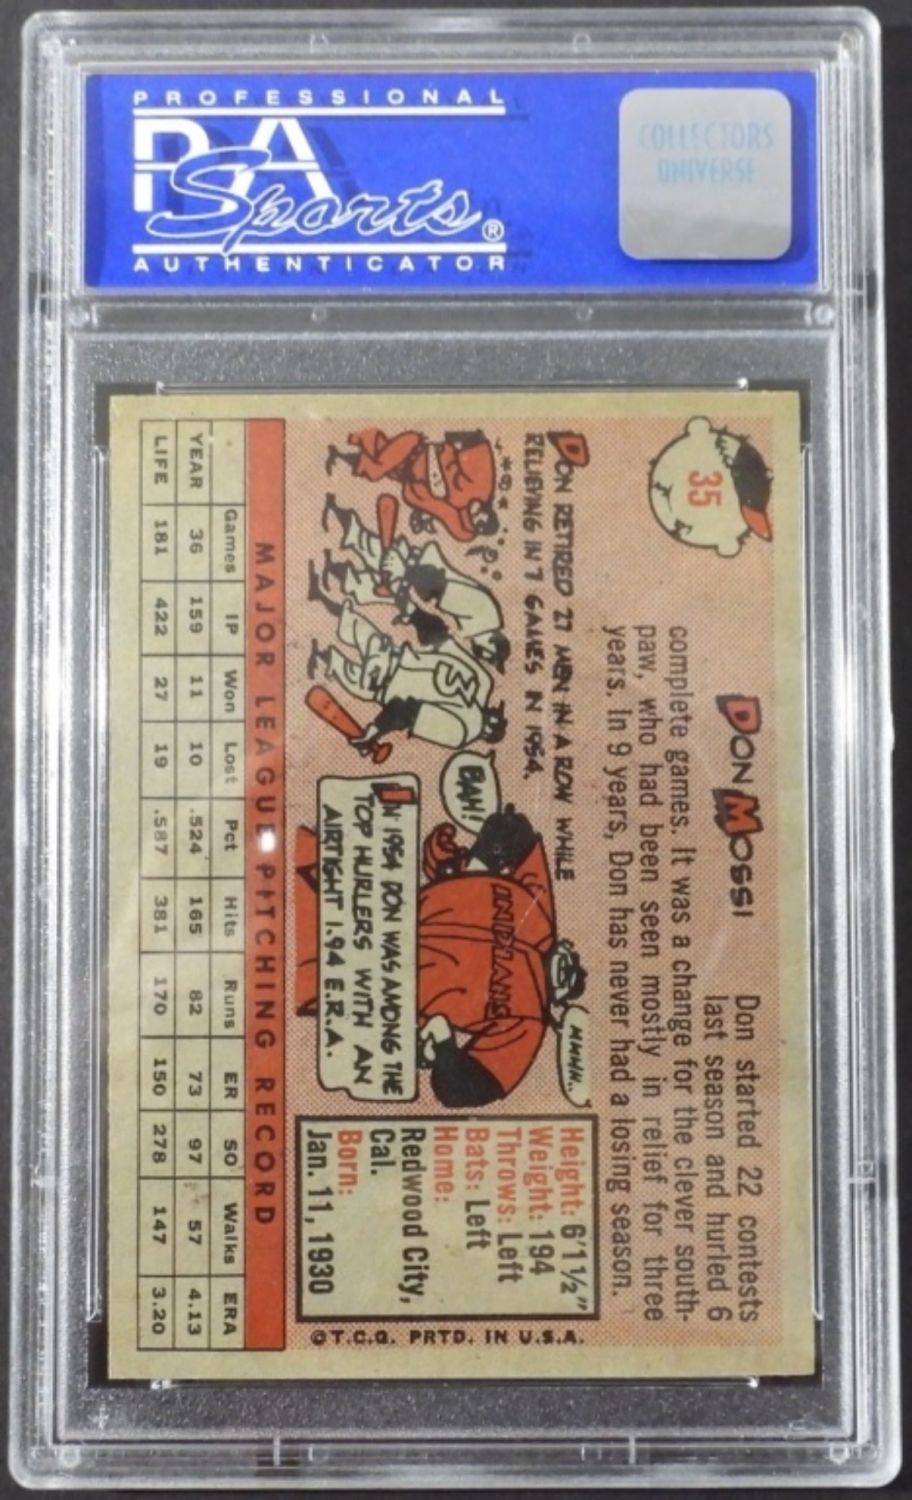 PROFESSIONAL
PSA
Sports®
AUTHENTICATOR
COLLECTORS
UNIVERSE
35
DON MOSSI
Don started 22 contests
last season and hurled 6
complete games. It was a change for the clever south-
paw, who had been seen mostly in relief for three
years. In 9 years, Don has never had a losing season.
DON RETIRED 27 MEN IN A ROW WHILE
RELIEVING IN 7 GAMES IN 1954.
BAH!
MMHN..
INDIANS
IN 1954 DON WAS AMONG THE
TOP HURLERS WITH AN
AIRTIGHT 1.94 E.R.A.
Height: 6'1½"
Weight: 194
Throws: Left
Bats: Left
Home:
Redwood City,
Cal.
Born:
Jan. 11, 1930
©T.C.G. PRTD. IN U.S.A.
MAJOR LEAGUE PITCHING RECORD
Games IP Won Lost Pct Hits Runs ER SO Walks ERA
YEAR 36 159 11 10 .524 165 82 73 97 57 4.13
LIFE 181 422 27 19 .587 381 170 150 278 147 3.20